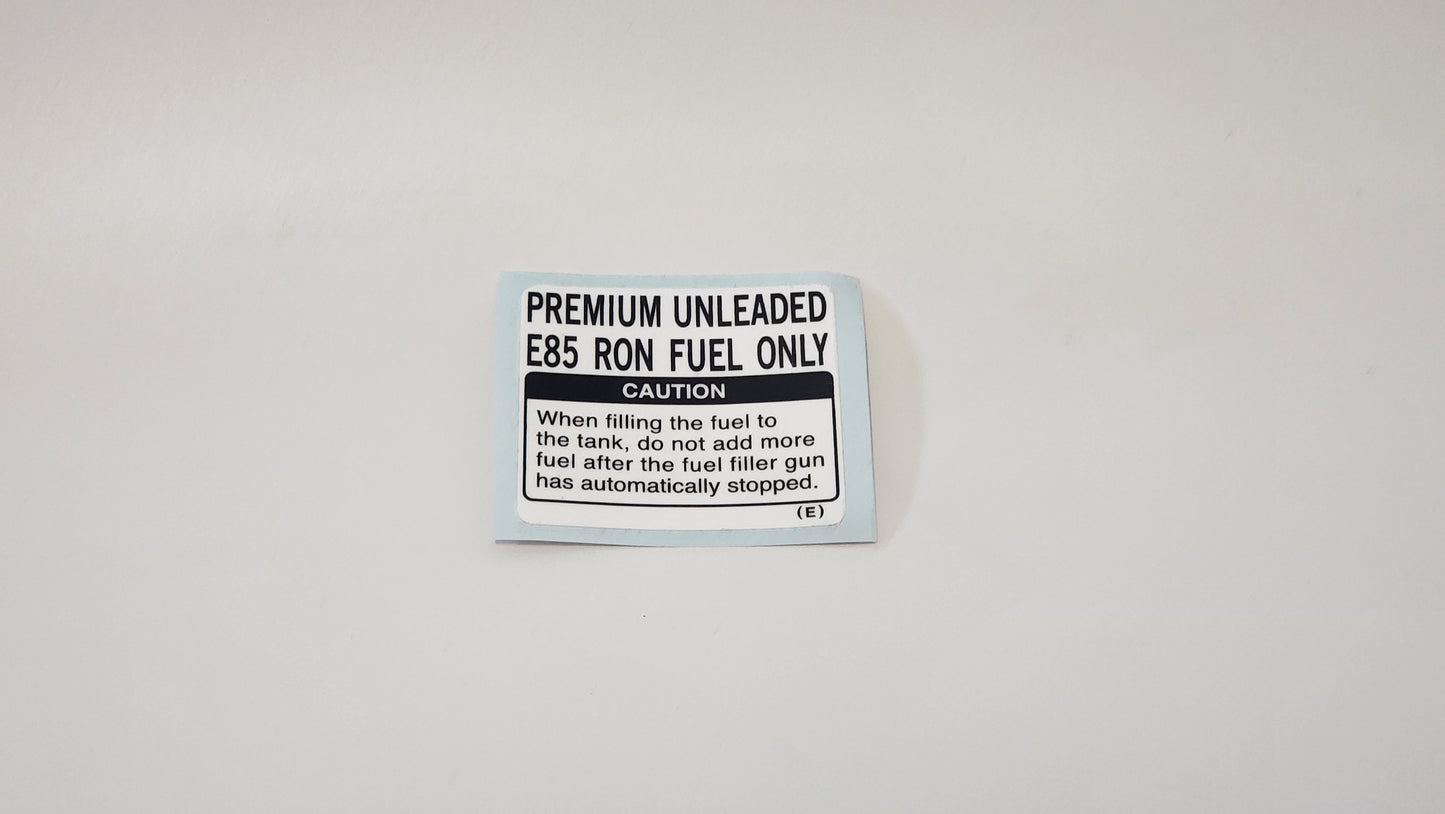 PREMIUM UNLEADED
E85 RON FUEL ONLY
CAUTION
When filling the fuel to
the tank, do not add more
fuel after the fuel filler gun
has automatically stopped.
(E)